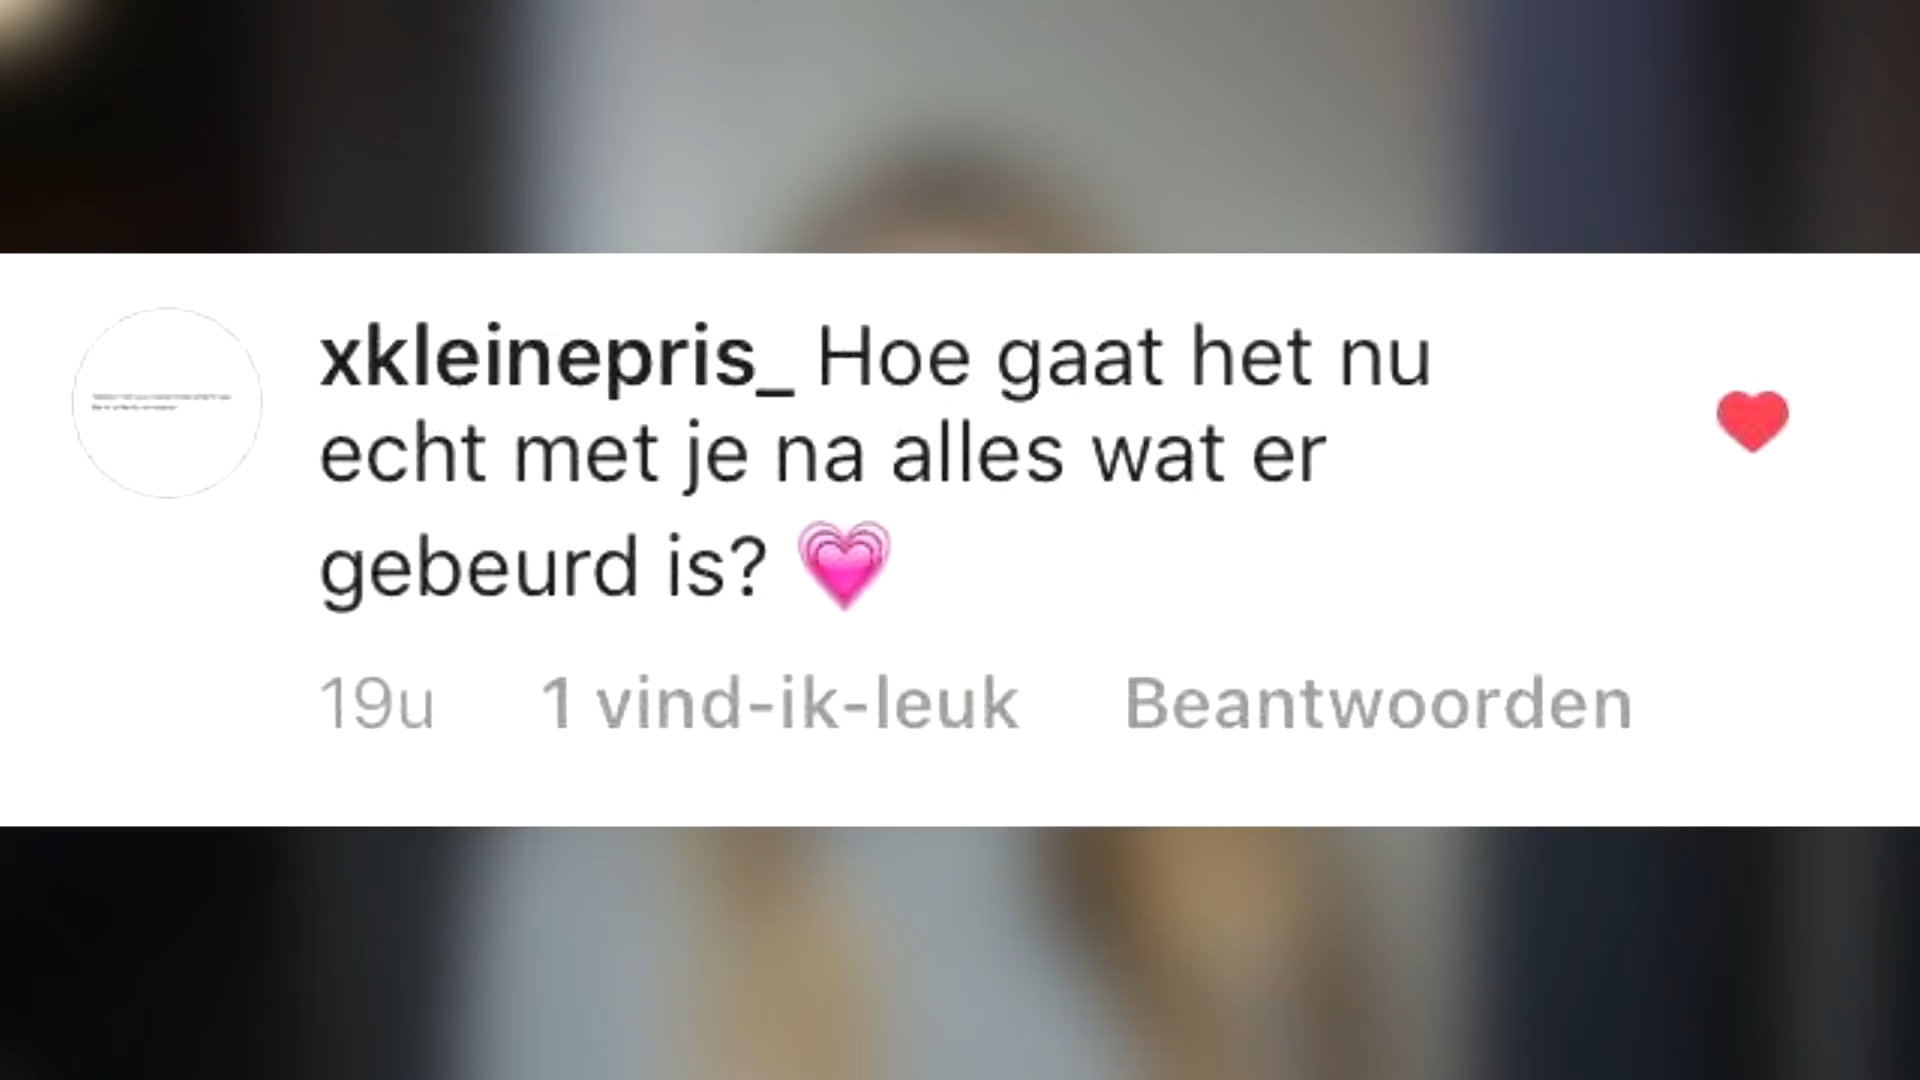 xkleinepris_ Hoe gaat het nu
echt met je na alles wat er
gebeurd is? 💗
19u 1 vind-ik-leuk Beantwoorden